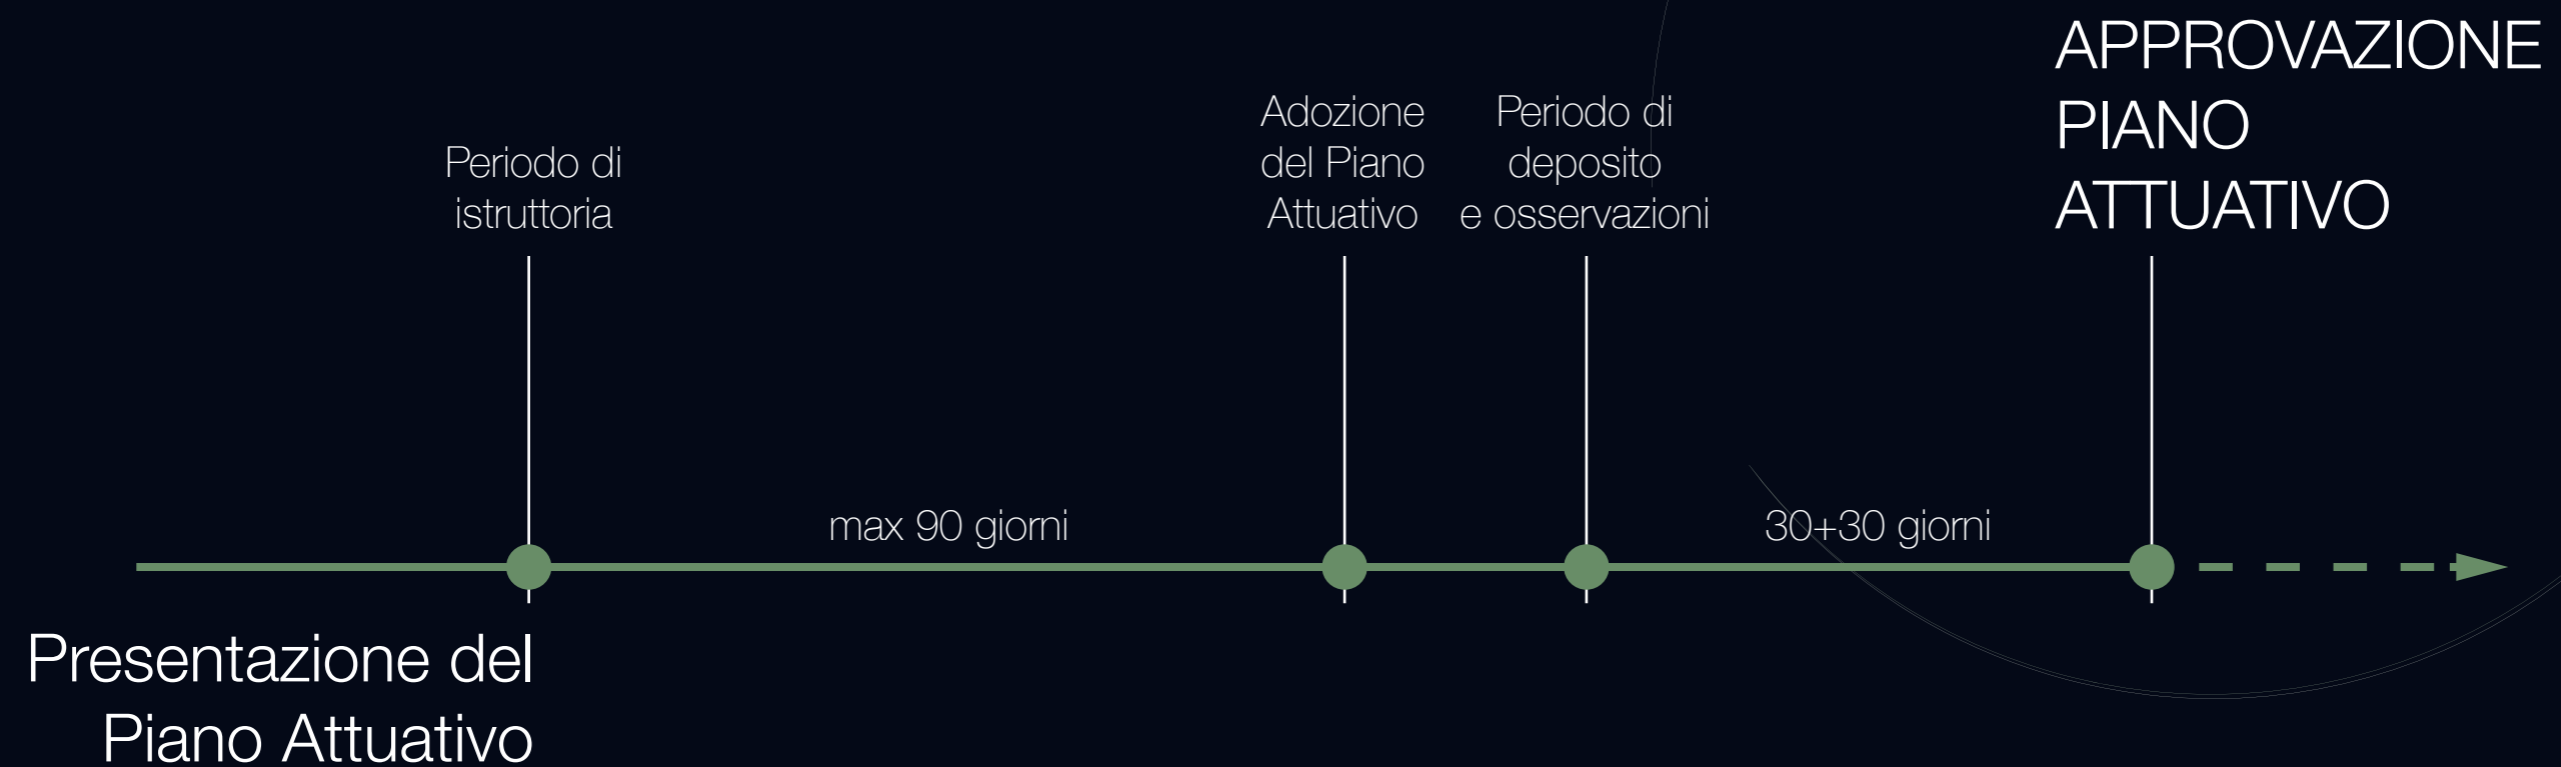 Periodo di
istruttoria
Adozione
del Piano
Attuativo
Periodo di
deposito
e osservazioni
APPROVAZIONE
PIANO
ATTUATIVO
max 90 giorni
30+30 giorni
Presentazione del
Piano Attuativo